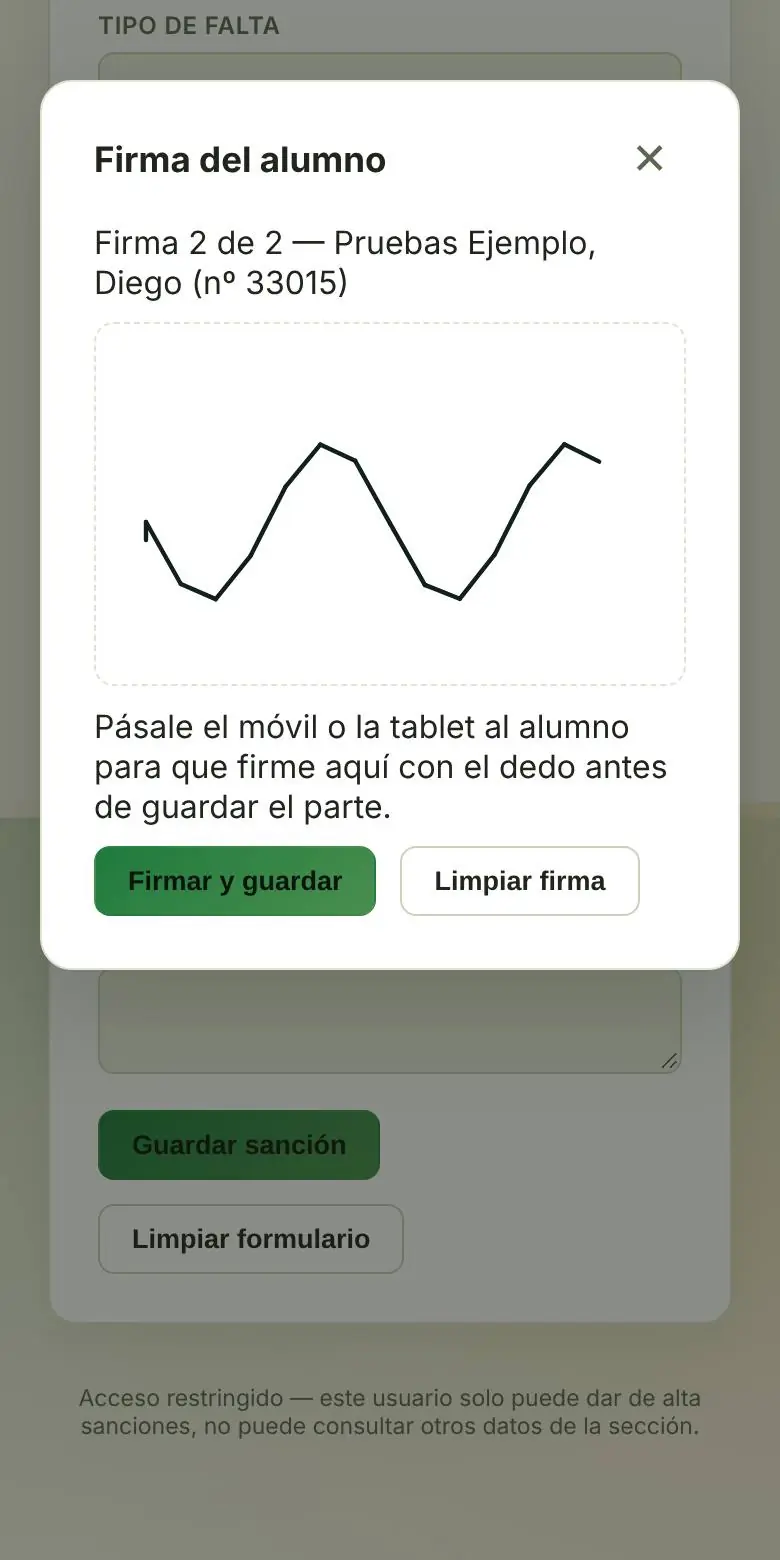 TIPO DE FALTA
Firma del alumno
Firma 2 de 2 — Pruebas Ejemplo,
Diego (nº 33015)
Pásale el móvil o la tablet al alumno
para que firme aquí con el dedo antes
de guardar el parte.
Firmar y guardar
Limpiar firma
Guardar sanción
Limpiar formulario
Acceso restringido — este usuario solo puede dar de alta
sanciones, no puede consultar otros datos de la sección.